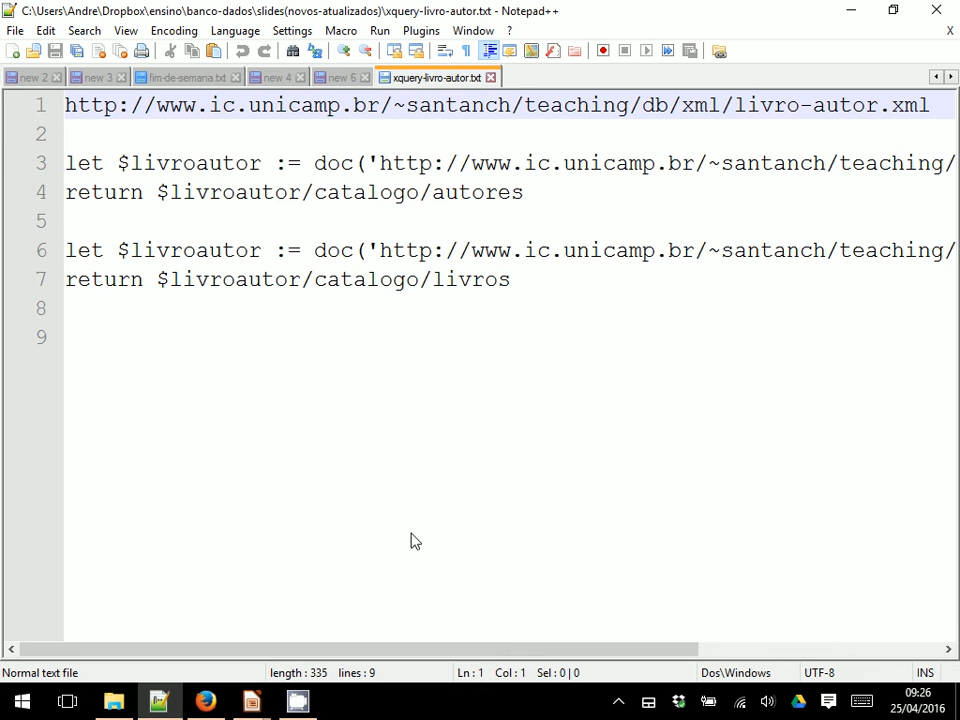 C:\Users\Andre\Dropbox\ensino\banco-dados\slides(novos-atualizados)\xquery-livro-autor.txt - Notepad++
File Edit Search View Encoding Language Settings Macro Run Plugins Window ? X
new 2 new 3 fim-de-semana.txt new 4 new 6 xquery-livro-autor.txt
1 http://www.ic.unicamp.br/~santanch/teaching/db/xml/livro-autor.xml
2
3 let $livroautor := doc('http://www.ic.unicamp.br/~santanch/teaching/
4 return $livroautor/catalogo/autores
5
6 let $livroautor := doc('http://www.ic.unicamp.br/~santanch/teaching/
7 return $livroautor/catalogo/livros
8
9
Normal text file length : 335 lines : 9 Ln : 1 Col : 1 Sel : 0 | 0 Dos\Windows UTF-8 INS
09:26
25/04/2016